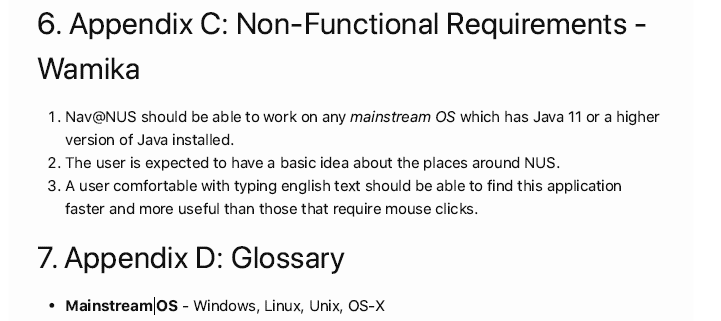 6. Appendix C: Non-Functional Requirements -
Wamika
1. Nav@NUS should be able to work on any mainstream OS which has Java 11 or a higher
version of Java installed.
2. The user is expected to have a basic idea about the places around NUS.
3. A user comfortable with typing english text should be able to find this application
faster and more useful than those that require mouse clicks.
7. Appendix D: Glossary
• Mainstream OS - Windows, Linux, Unix, OS-X